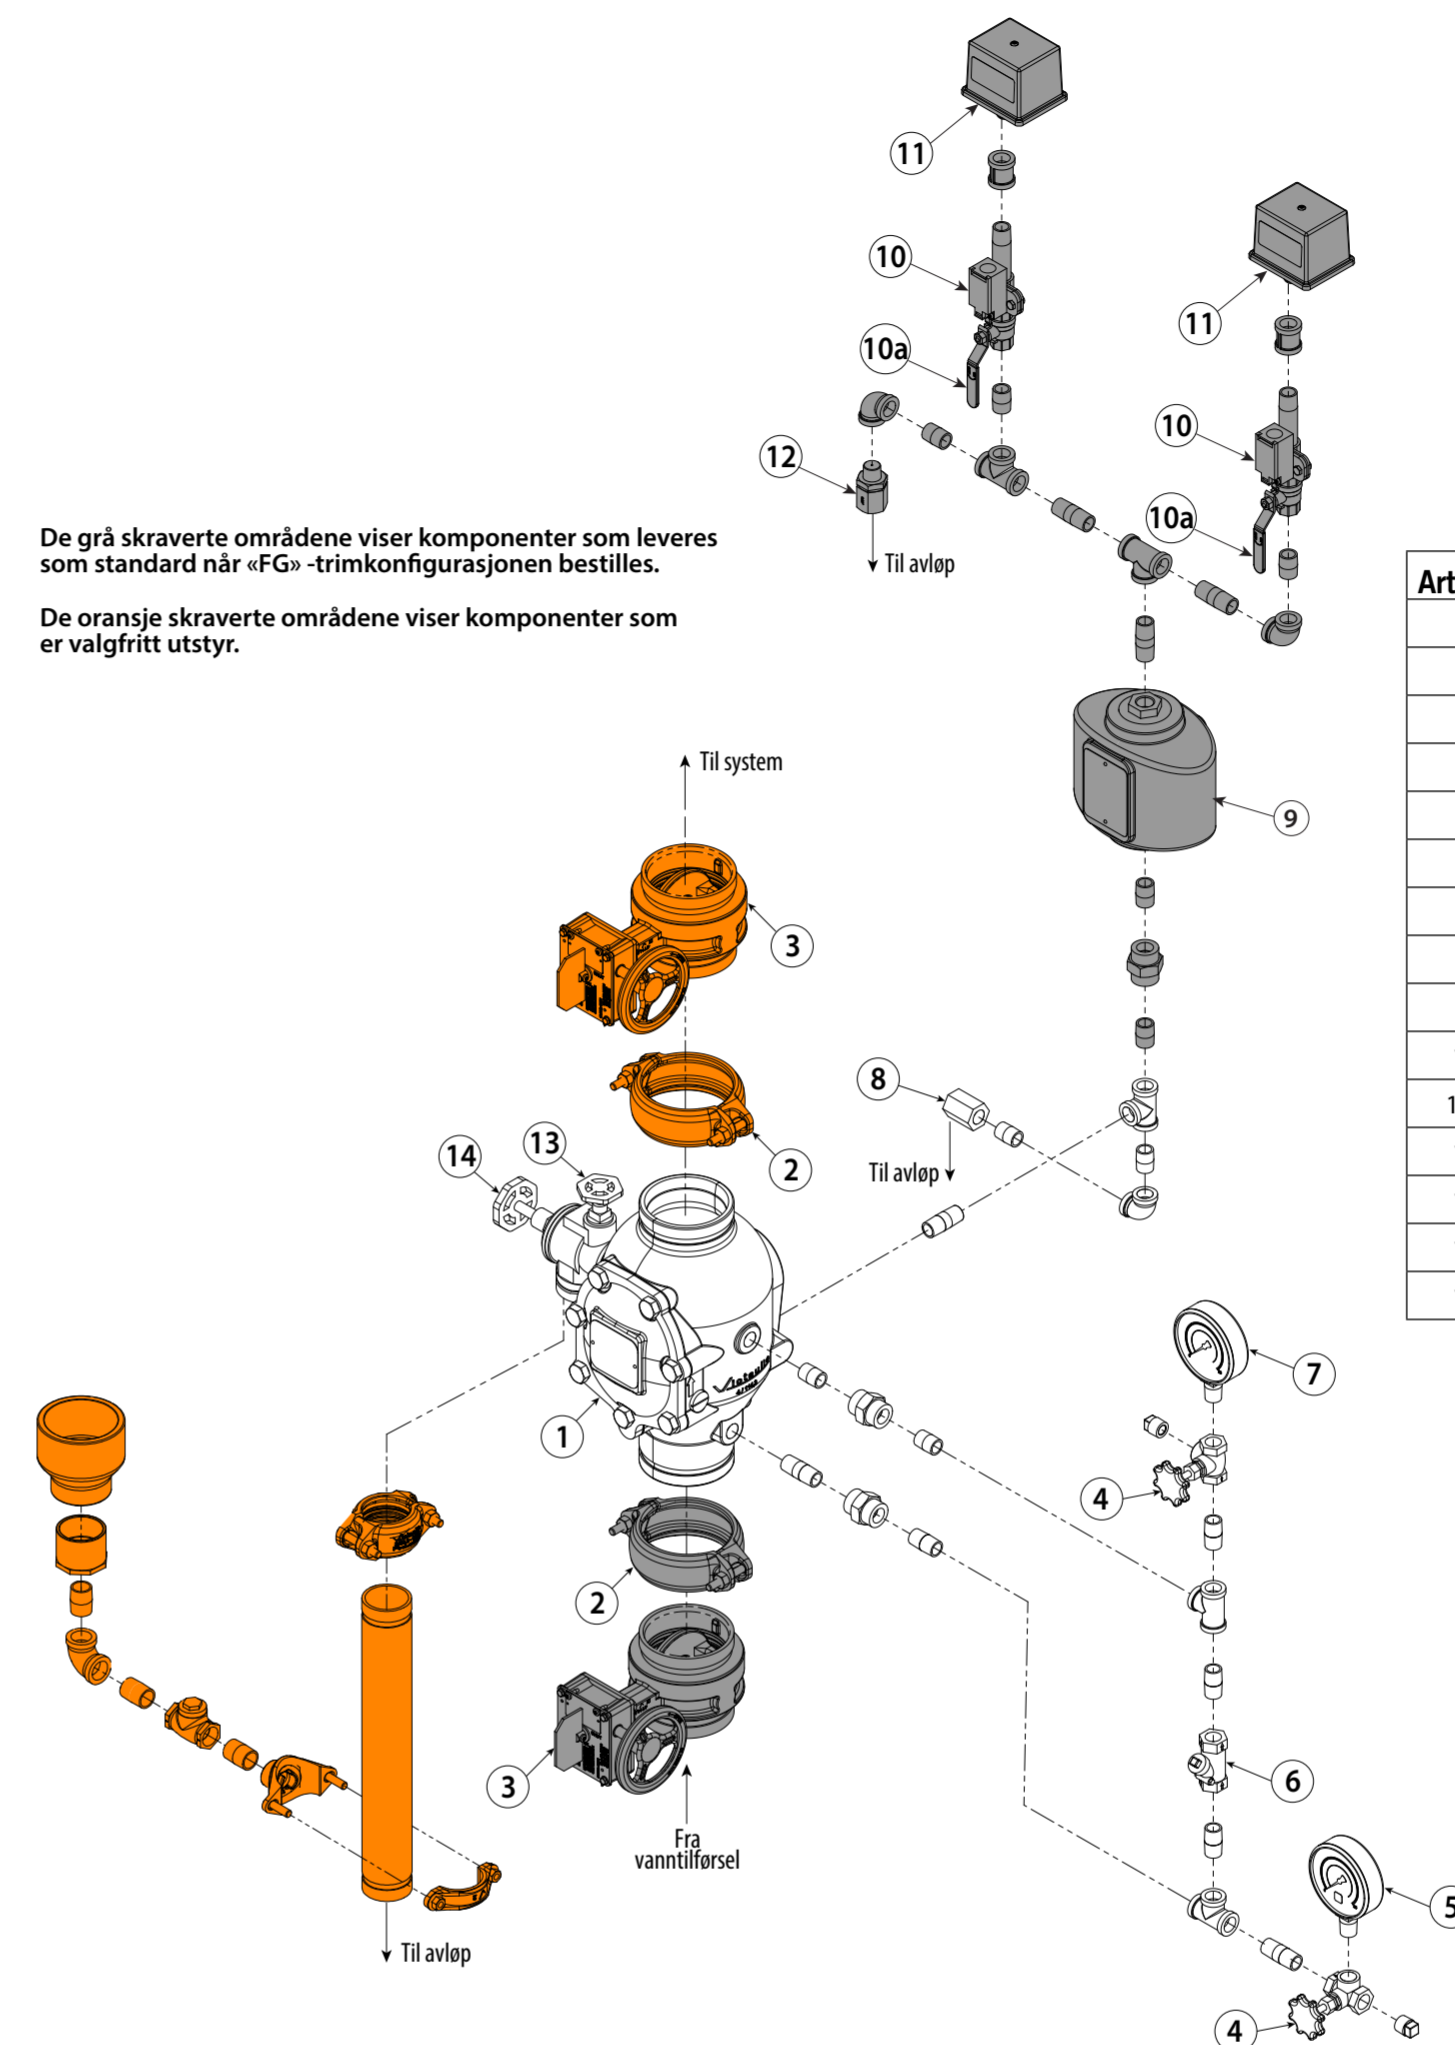 11
11
10
10a
10
12
10a
Til avløp
De grå skraverte områdene viser komponenter som leveres
som standard når «FG» -trimkonfigurasjonen bestilles.
De oransje skraverte områdene viser komponenter som
er valgfritt utstyr.
Art
1
Til system
9
3
8
Til avløp
2
14
13
7
1
4
2
6
3
Fra
vanntilførsel
5
Til avløp
4